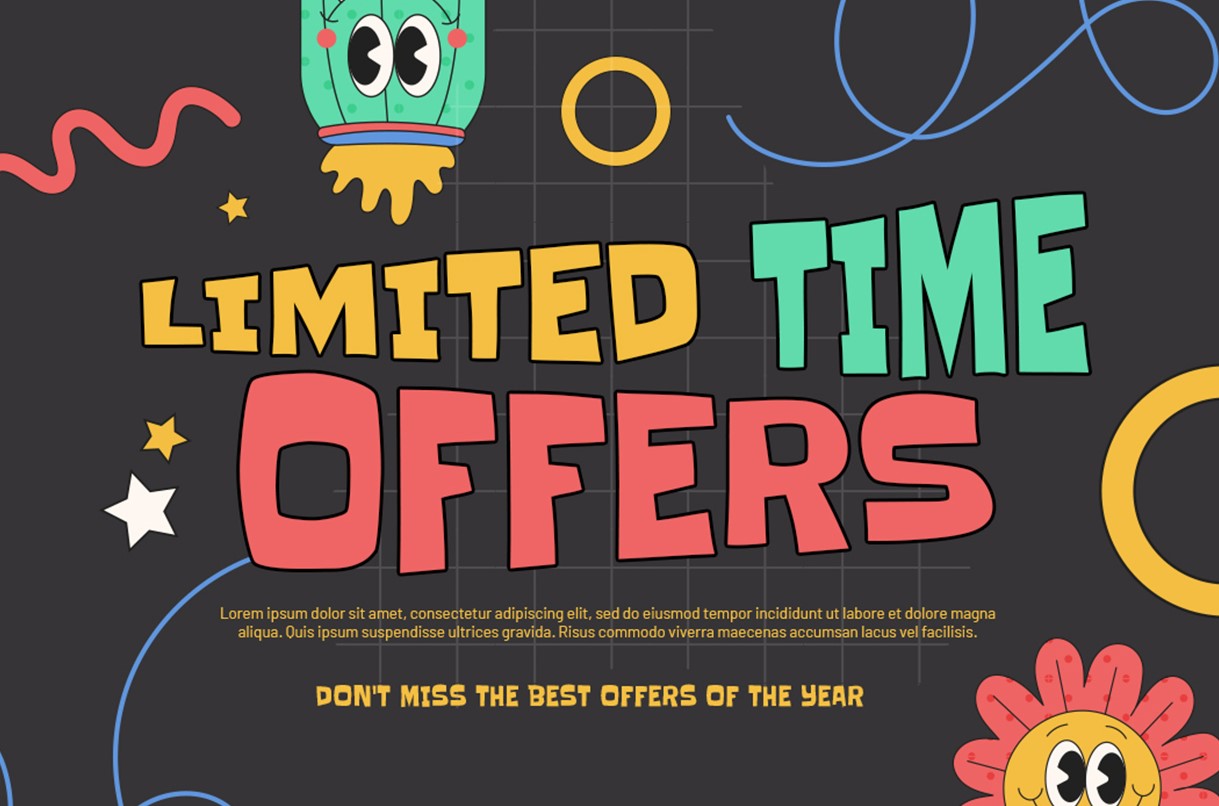 LIMITED TIME
OFFERS
Lorem ipsum dolor sit amet, consectetur adipiscing elit, sed do eiusmod tempor incididunt ut labore et dolore magna
aliqua. Quis ipsum suspendisse ultrices gravida. Risus commodo viverra maecenas accumsan lacus vel facilisis.
DON'T MISS THE BEST OFFERS OF THE YEAR